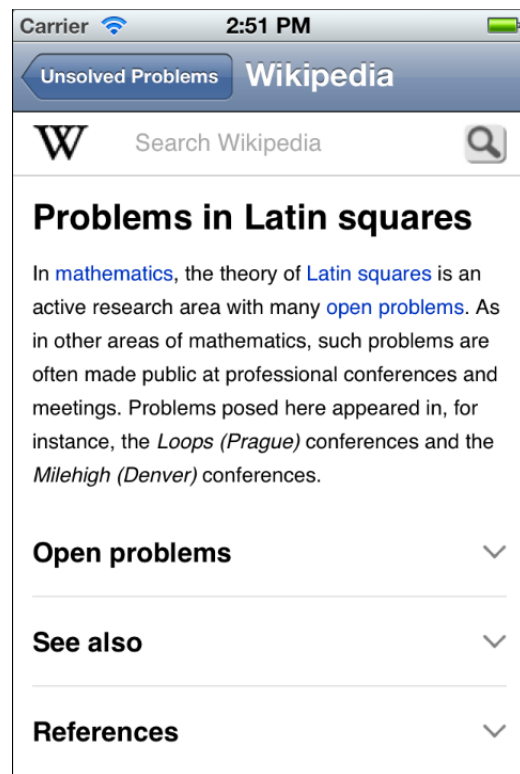 Carrier 2:51 PM
Unsolved Problems Wikipedia
W Search Wikipedia
Problems in Latin squares
In mathematics, the theory of Latin squares is an
active research area with many open problems. As
in other areas of mathematics, such problems are
often made public at professional conferences and
meetings. Problems posed here appeared in, for
instance, the Loops (Prague) conferences and the
Milehigh (Denver) conferences.
Open problems
See also
References